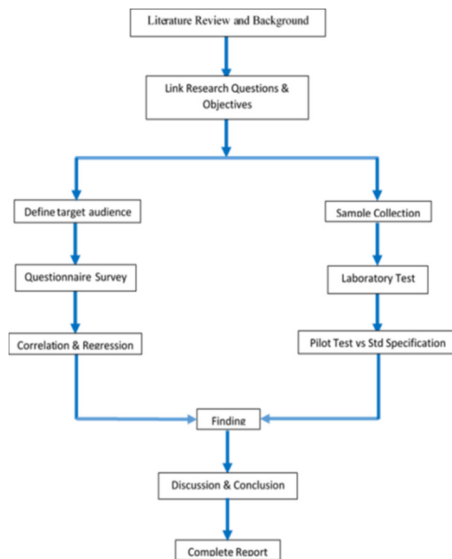 Literature Review and Background
Link Research Questions &
Objectives
Define target audience
Sample Collection
Questionnaire Survey
Laboratory Test
Correlation & Regression
Pilot Test vs Std Specification
Finding
Discussion & Conclusion
Complete Report